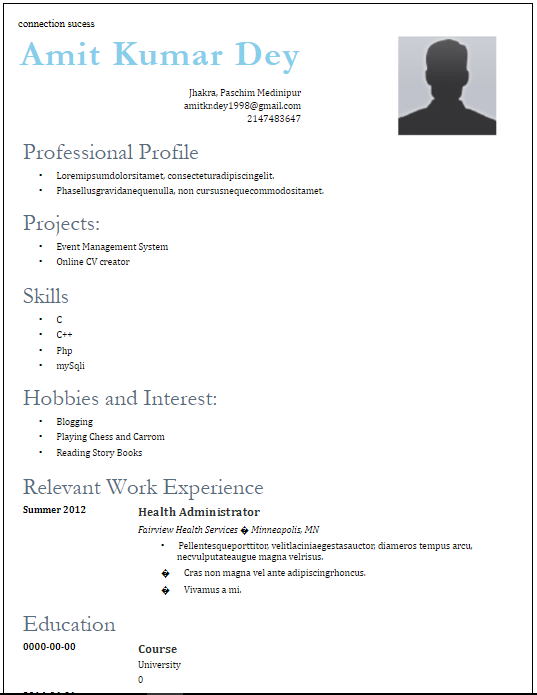 connection sucess
Amit Kumar Dey
Jhakra, Paschim Medinipur
amitkr.dey1998@gmail.com
2147483647
Professional Profile
• Loremipsumdolorsitamet, consecteturadipiscingelit.
• Phasellusgravidanequenulla, non cursusnequecommodositamet.
Projects:
• Event Management System
• Online CV creator
Skills
• C
• C++
• Php
• mySqli
Hobbies and Interest:
• Blogging
• Playing Chess and Carrom
• Reading Story Books
Relevant Work Experience
Summer 2012 Health Administrator
Fairview Health Services � Minneapolis, MN
• Pellentesqueporttitor, velitlaciniaegestasauctor, diameros tempus arcu,
necvulputateaugue magna velrisus.
� Cras non magna vel ante adipiscingrhoncus.
� Vivamus a mi.
Education
0000-00-00 Course
University
0